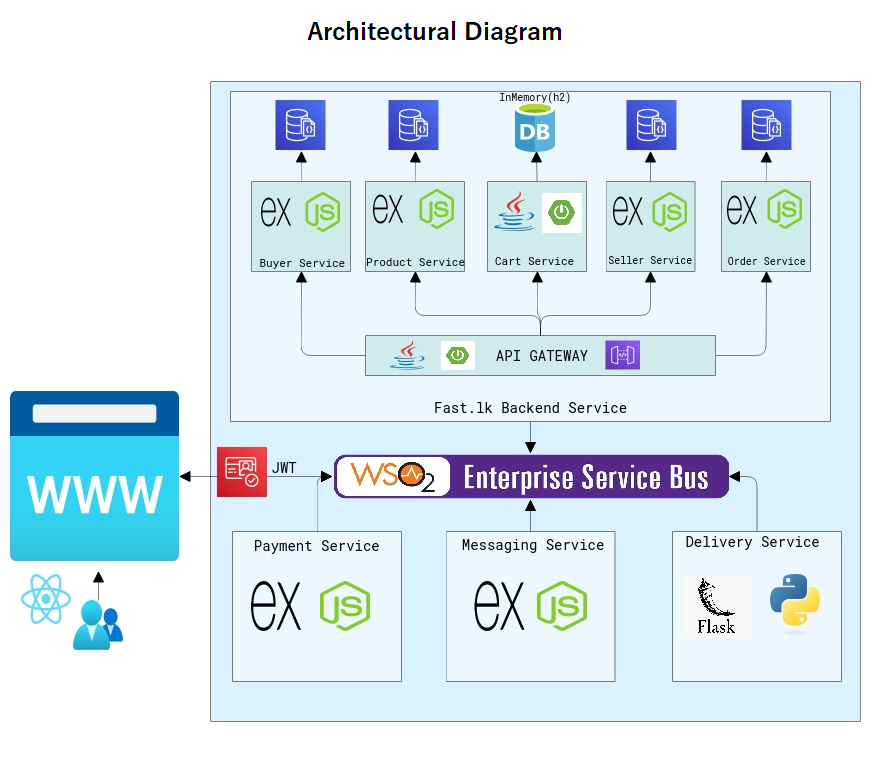 Architectural Diagram
InMemory(h2)
DB
ex JS
ex JS
ex JS
ex JS
Buyer Service
Product Service
Cart Service
Seller Service
Order Service
API GATEWAY
Fast.lk Backend Service
WWW
JWT
WSO2 Enterprise Service Bus
Payment Service
Messaging Service
Delivery Service
ex JS
ex JS
Flask